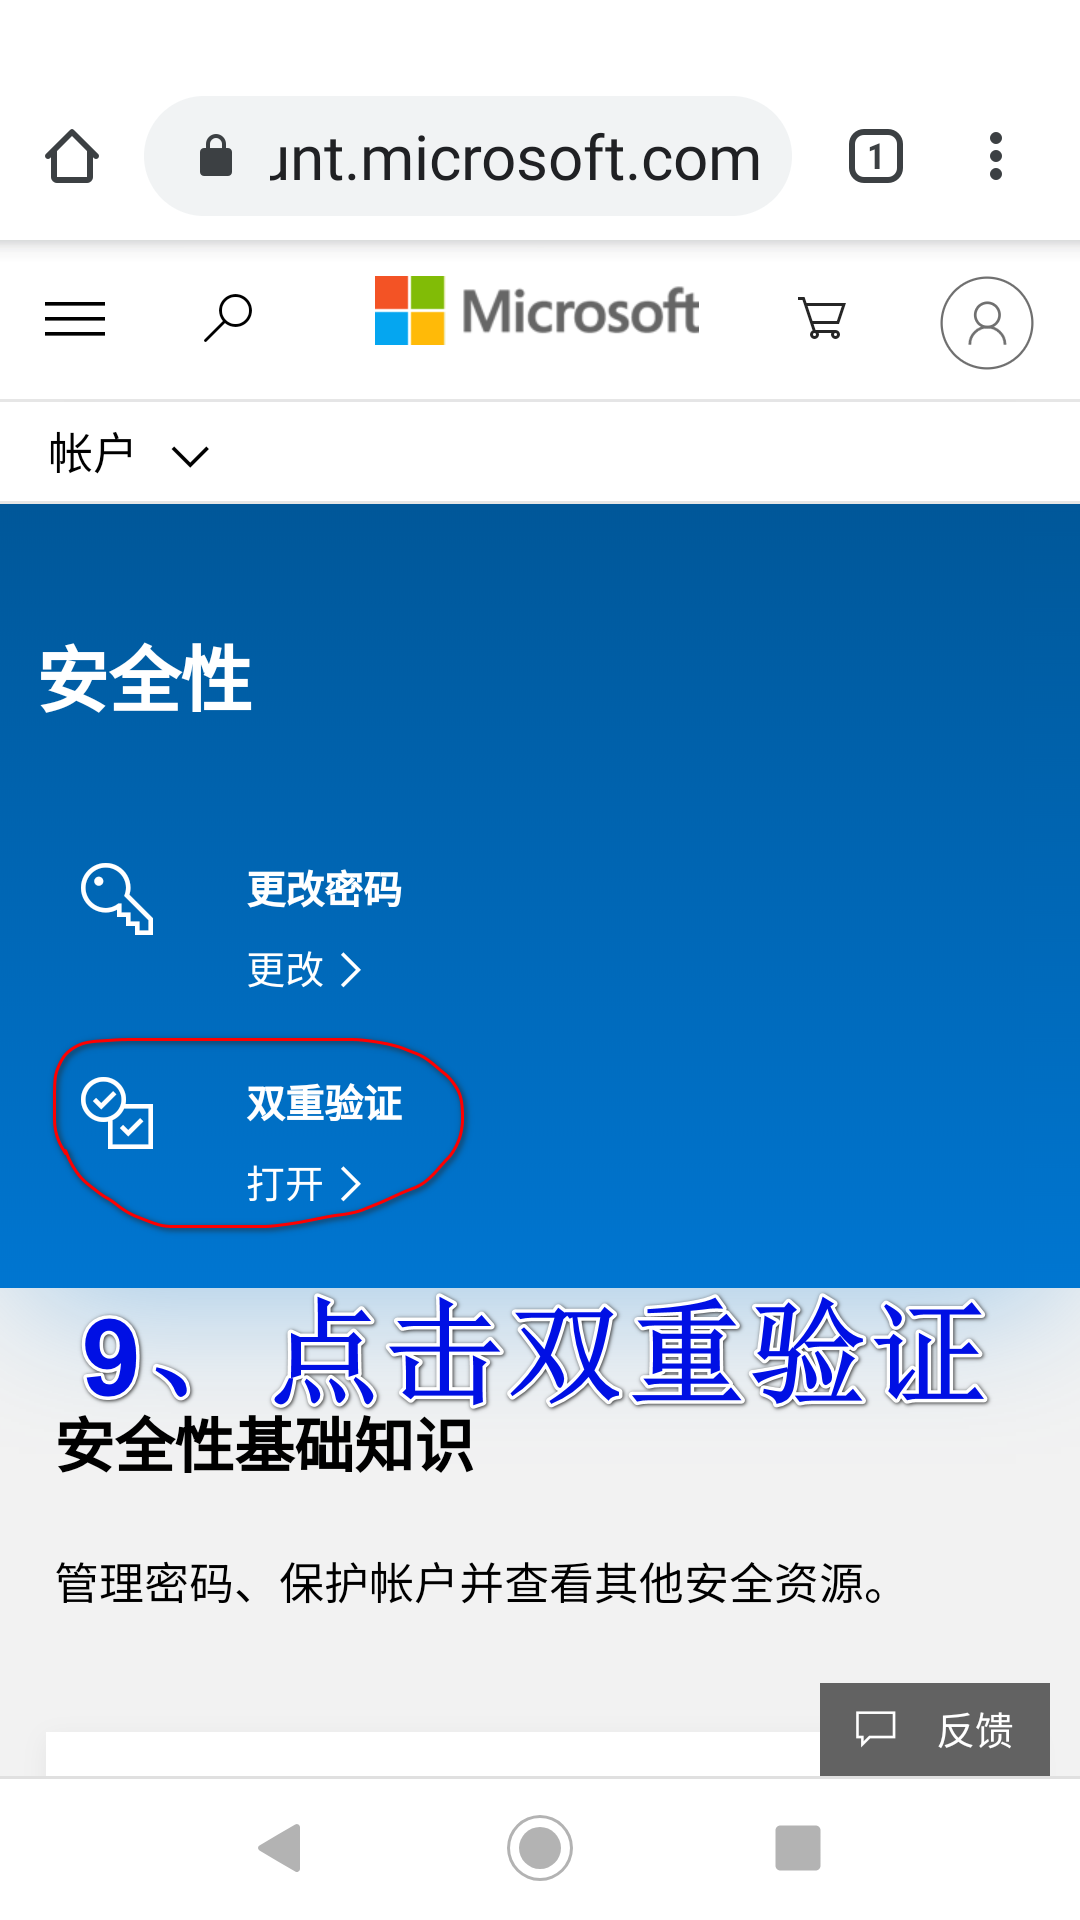 unt.microsoft.com
1
Microsoft
帐户
安全性
更改密码
更改
双重验证
打开
9、点击双重验证
安全性基础知识
管理密码、保护帐户并查看其他安全资源。
反馈